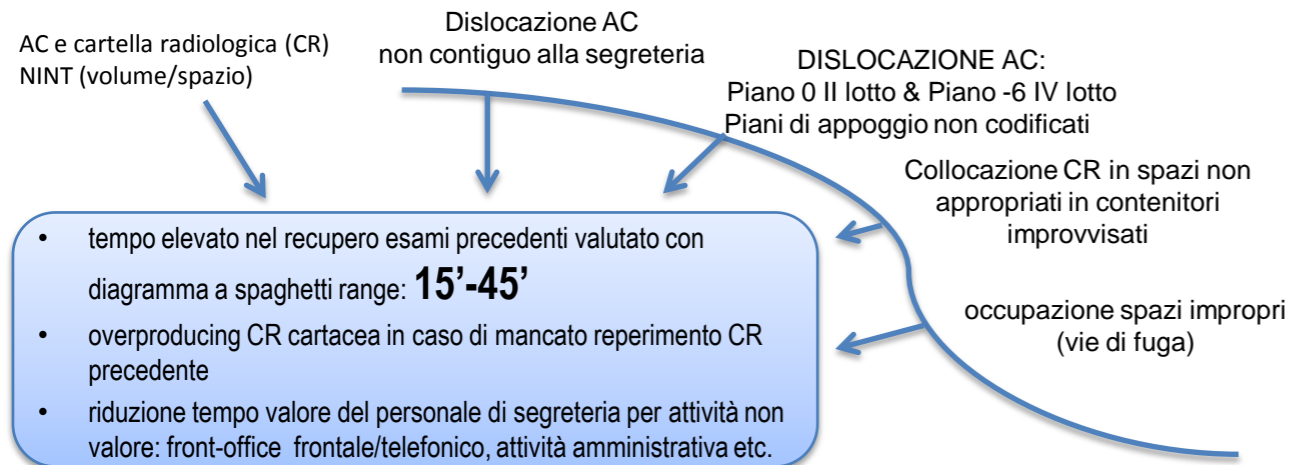 AC e cartella radiologica (CR)
NINT (volume/spazio)
Dislocazione AC
non contiguo alla segreteria
DISLOCAZIONE AC:
Piano 0 II lotto & Piano -6 IV lotto
Piani di appoggio non codificati
Collocazione CR in spazi non
appropriati in contenitori
improvvisati
occupazione spazi impropri
(vie di fuga)
• tempo elevato nel recupero esami precedenti valutato con
diagramma a spaghetti range: 15’-45’
• overproducing CR cartacea in caso di mancato reperimento CR
precedente
• riduzione tempo valore del personale di segreteria per attività non
valore: front-office frontale/telefonico, attività amministrativa etc.